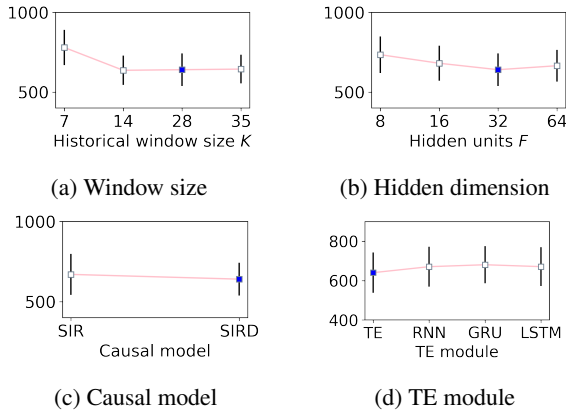 1000
500
7 14 28 35
Historical window size K
(a) Window size
1000
500
8 16 32 64
Hidden units F
(b) Hidden dimension
1000
500
SIR SIRD
Causal model
(c) Causal model
800
600
400
TE RNN GRU LSTM
TE module
(d) TE module